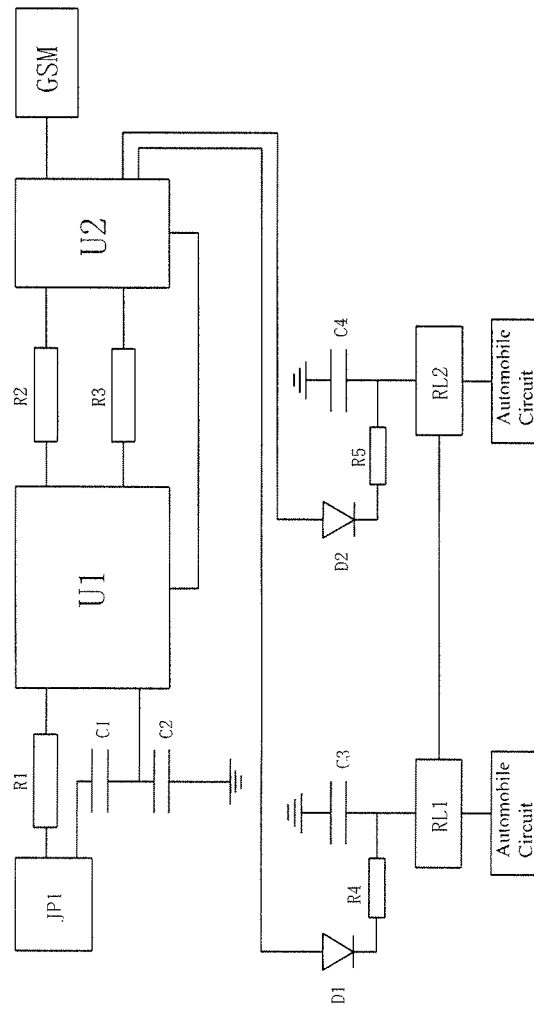 GSM
U2
R2
R3
U1
R1
C1
C2
JP1
C4
R5
D2
RL2
Automobile
Circuit
C3
R4
D1
RL1
Automobile
Circuit